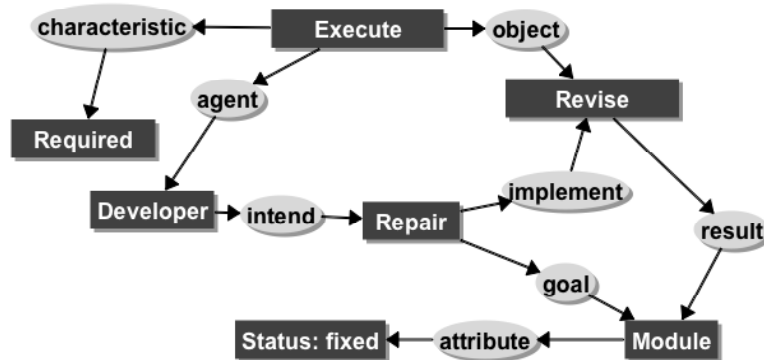 characteristic
Execute
object
agent
Revise
Required
implement
Developer
intend
Repair
result
goal
Status: fixed
attribute
Module